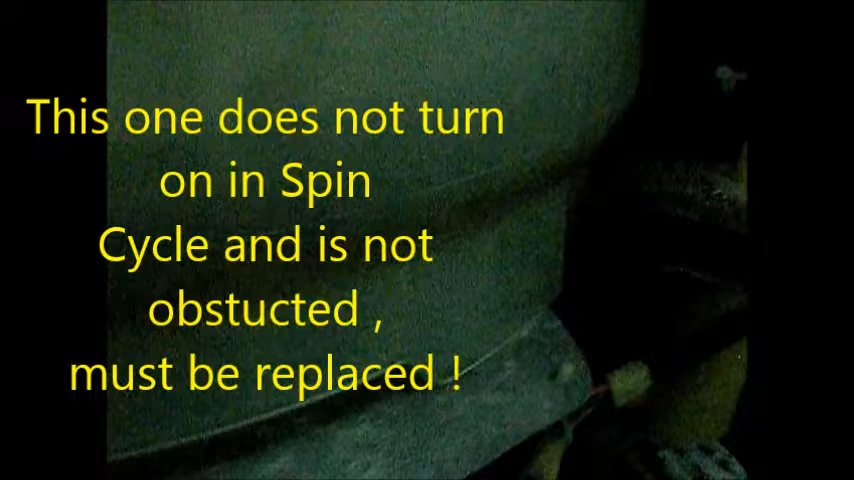 This one does not turn
on in Spin
Cycle and is not
obstucted ,
must be replaced !